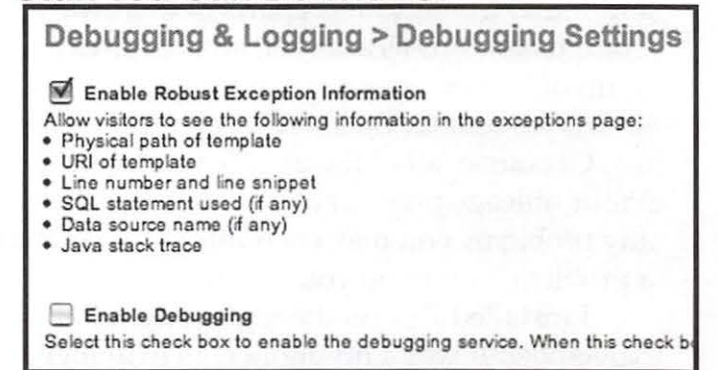 Debugging & Logging > Debugging Settings
Enable Robust Exception Information
Allow visitors to see the following information in the exceptions page:
• Physical path of template
• URI of template
• Line number and line snippet
• SQL statement used (if any)
• Data source name (if any)
• Java stack trace
Enable Debugging
Select this check box to enable the debugging service. When this check